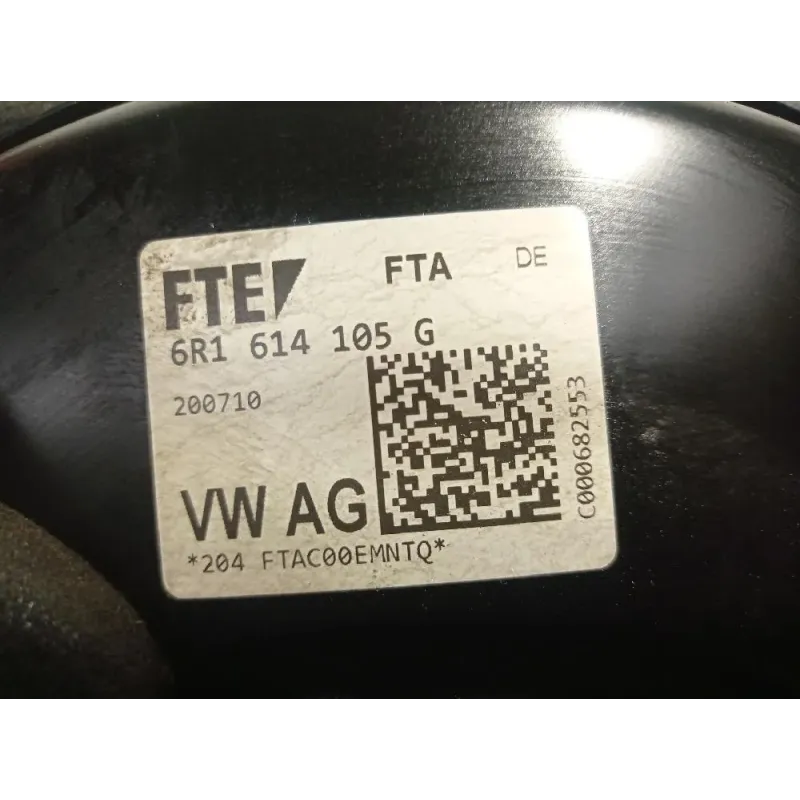 FTE FTA DE
6R1 614 105 G
200710
VW AG
*204 FTAC00EMNTQ*
C000682553